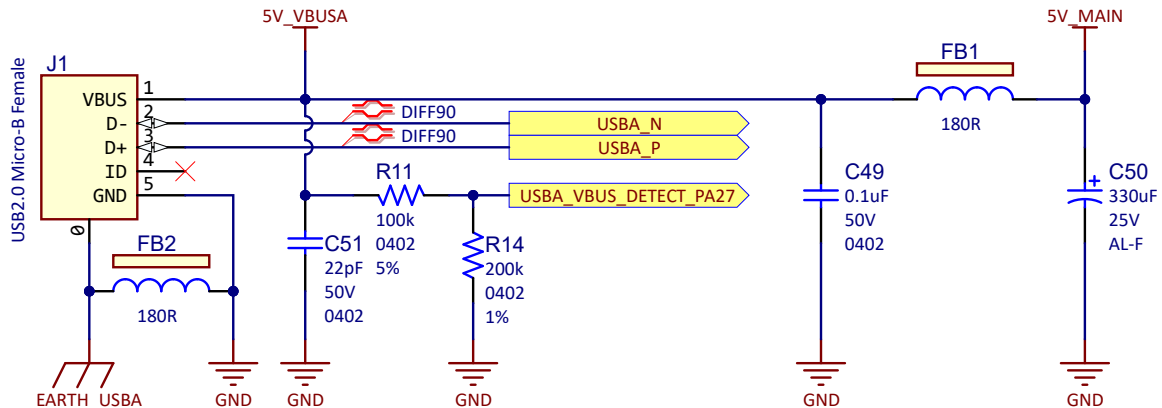 5V_VBUSA
5V_MAIN
J1
USB2.0 Micro-B Female
VBUS
D-
D+
ID
GND
1
2
3
4
5
0
DIFF90
DIFF90
USBA_N
USBA_P
USBA_VBUS_DETECT_PA27
FB1
180R
R11
100k
0402
5%
R14
200k
0402
1%
C51
22pF
50V
0402
C49
0.1uF
50V
0402
C50
+
330uF
25V
AL-F
FB2
180R
EARTH USBA
GND
GND
GND
GND
GND